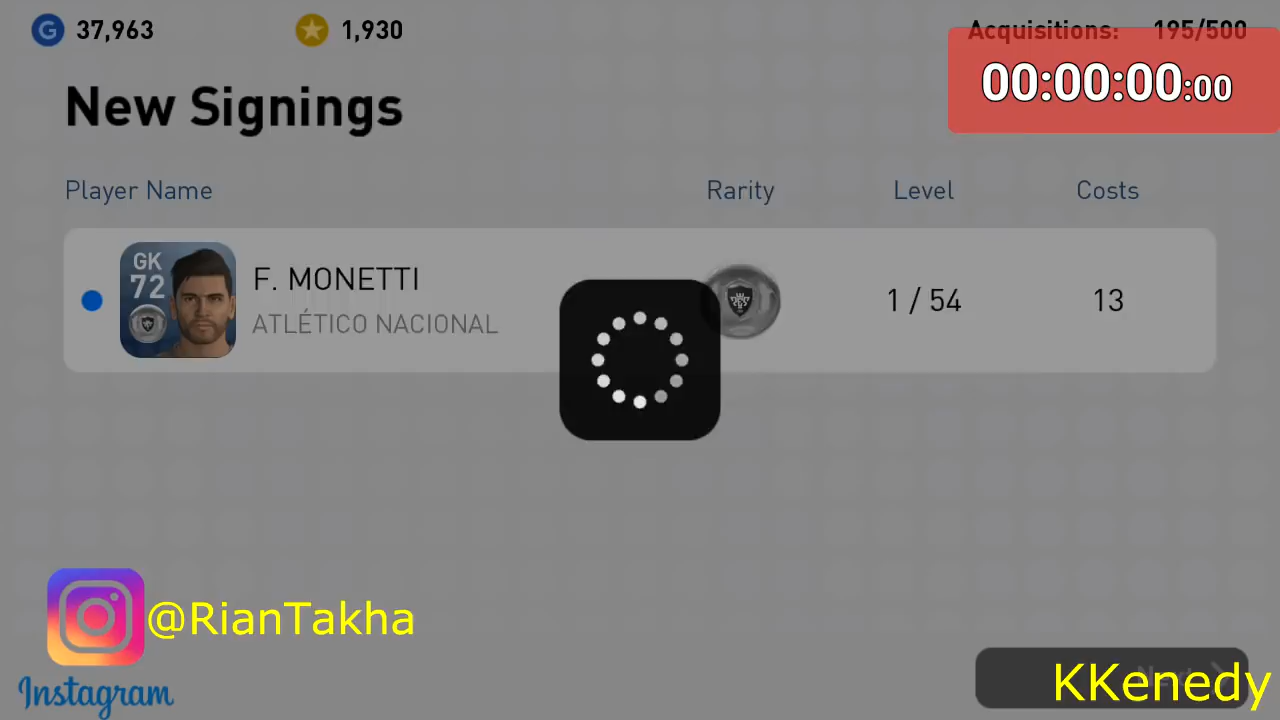 G 37,963 1,930 Acquisitions: 195/500
00:00:00:00
New Signings
Player Name Rarity Level Costs
GK
72
F. MONETTI
ATLÉTICO NACIONAL
1 / 54 13
@RianTakha
Instagram
Next
KKenedy